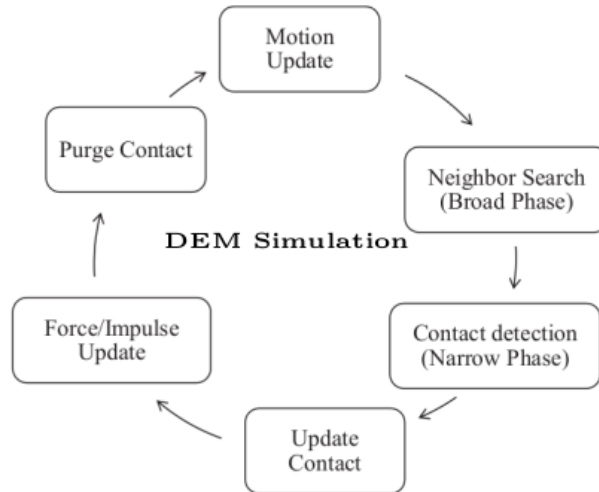 Motion
Update
Purge Contact
Neighbor Search
(Broad Phase)
DEM Simulation
Force/Impulse
Update
Contact detection
(Narrow Phase)
Update
Contact